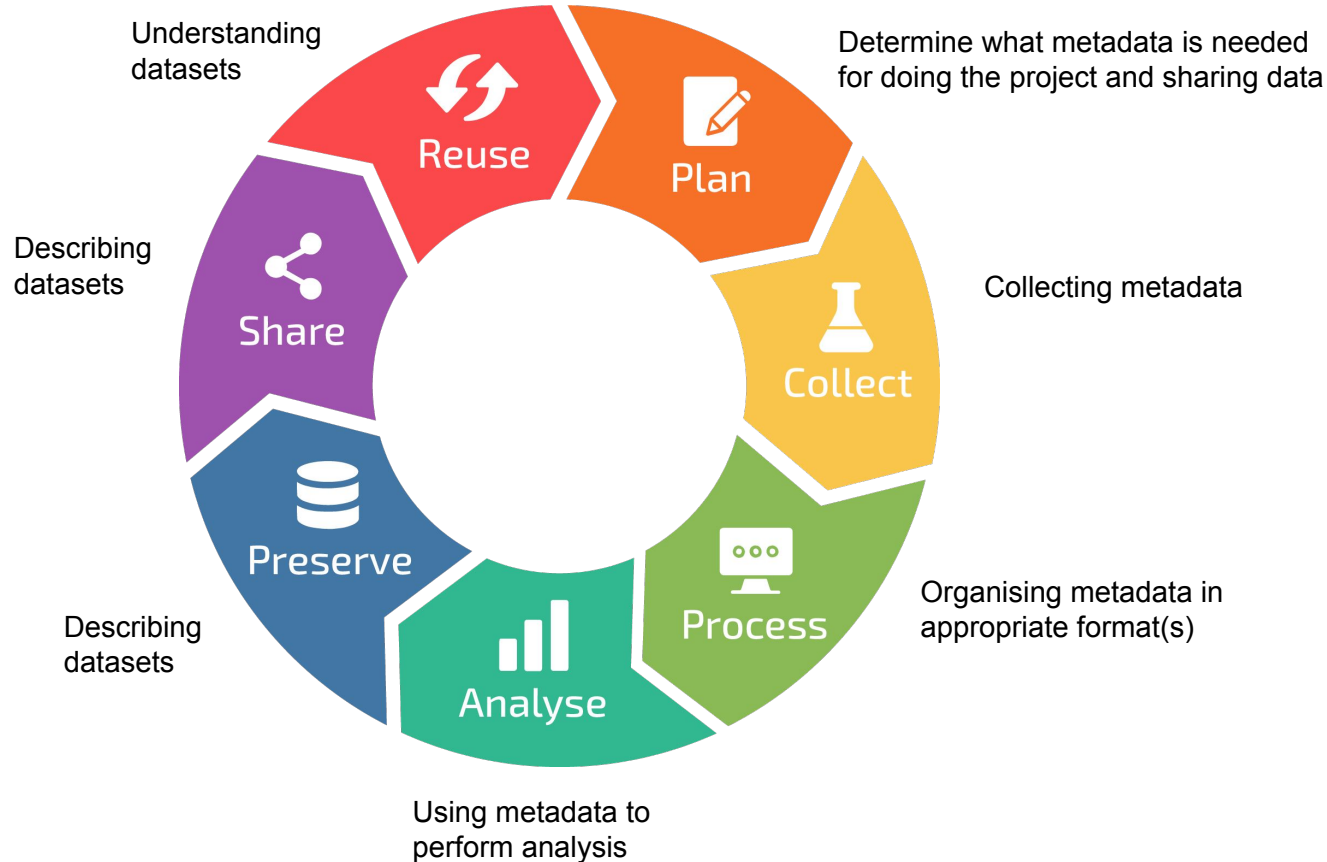 Understanding
datasets
Reuse
Plan
Determine what metadata is needed
for doing the project and sharing data
Collect
Collecting metadata
Process
Organising metadata in
appropriate format(s)
Analyse
Using metadata to
perform analysis
Preserve
Describing
datasets
Share
Describing
datasets